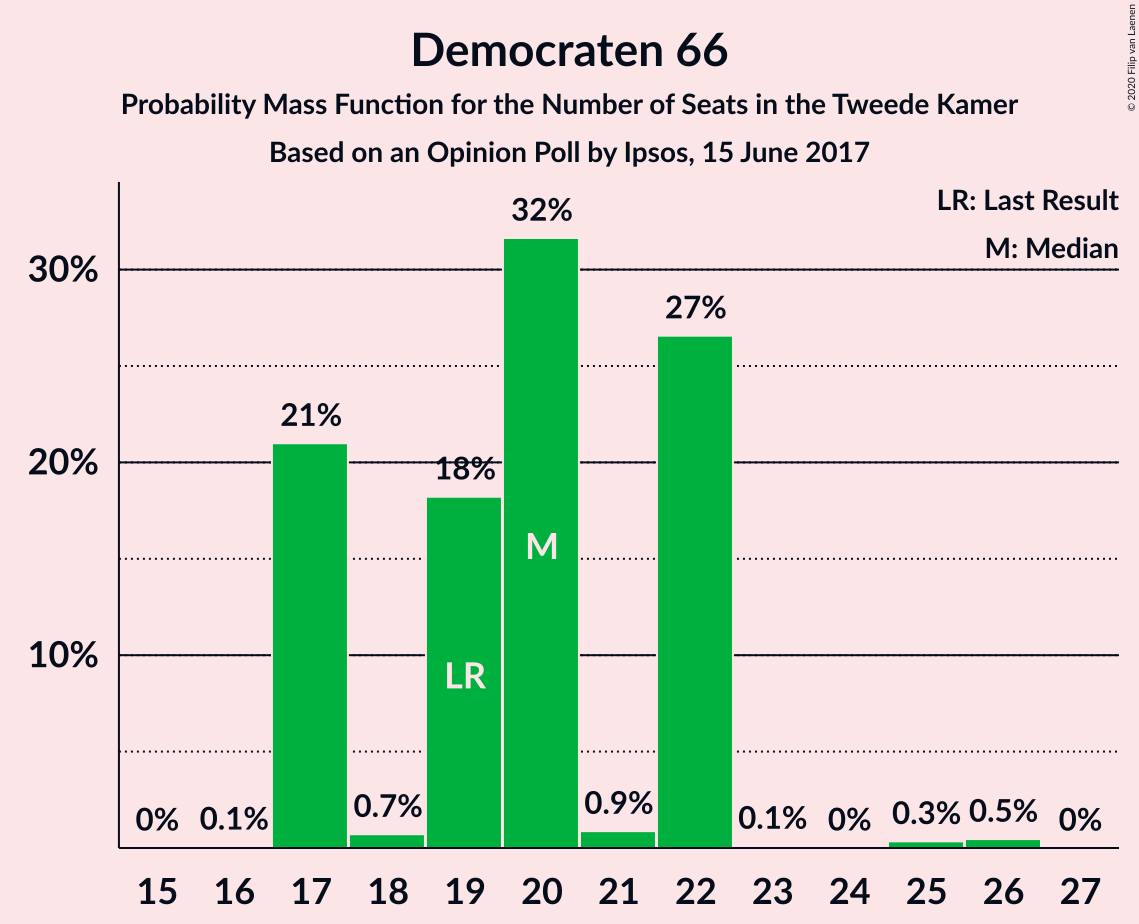 Democraten 66
Probability Mass Function for the Number of Seats in the Tweede Kamer
Based on an Opinion Poll by Ipsos, 15 June 2017
© 2020 Filip van Laenen
LR: Last Result
M: Median
30%
20%
10%
0%
0.1%
21%
0.7%
18%
32%
0.9%
27%
0.1%
0%
0.3%
0.5%
0%
M
LR
15 16 17 18 19 20 21 22 23 24 25 26 27